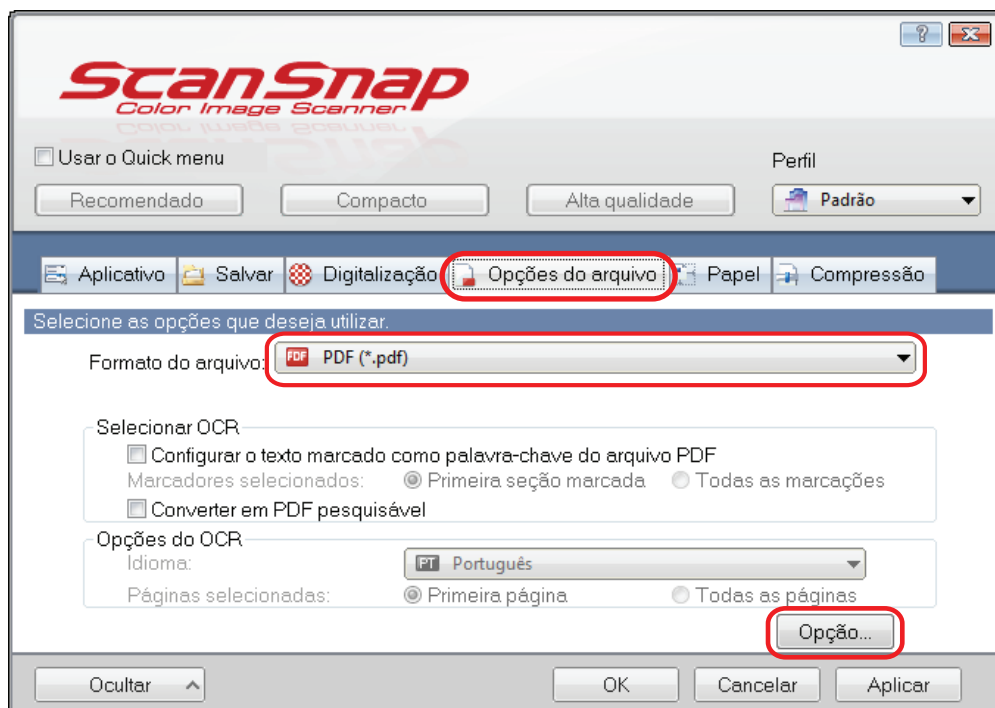 ScanSnap
Color Image Scanner
Usar o Quick menu
Perfil
Recomendado Compacto Alta qualidade Padrão
Aplicativo Salvar Digitalização Opções do arquivo Papel Compressão
Selecione as opções que deseja utilizar.
Formato do arquivo: PDF PDF (*.pdf)
Selecionar OCR
Configurar o texto marcado como palavra-chave do arquivo PDF
Marcadores selecionados: Primeira seção marcada Todas as marcações
Converter em PDF pesquisável
Opções do OCR
Idioma: PT Português
Páginas selecionadas: Primeira página Todas as páginas
Opção...
Ocultar OK Cancelar Aplicar